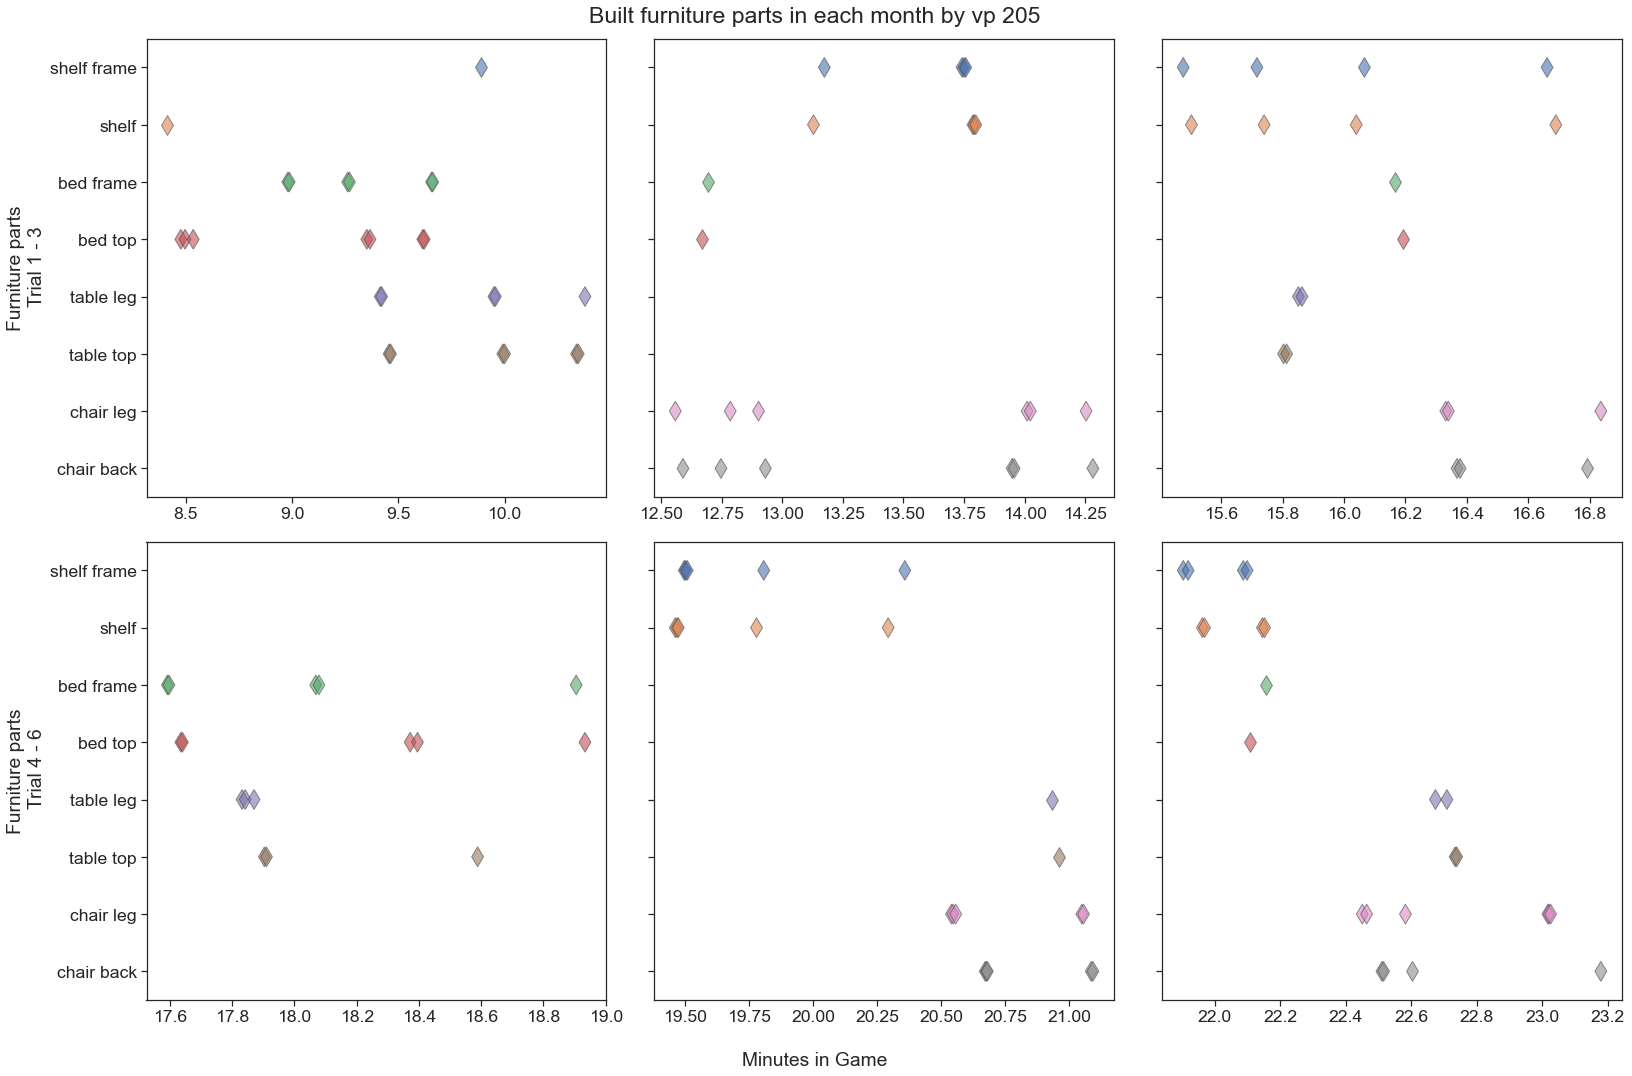 Built furniture parts in each month by vp 205
Furniture parts
Trial 1 - 3
shelf frame
shelf
bed frame
bed top
table leg
table top
chair leg
chair back
8.5 9.0 9.5 10.0
12.50 12.75 13.00 13.25 13.50 13.75 14.00 14.25
15.6 15.8 16.0 16.2 16.4 16.6 16.8
Furniture parts
Trial 4 - 6
shelf frame
shelf
bed frame
bed top
table leg
table top
chair leg
chair back
17.6 17.8 18.0 18.2 18.4 18.6 18.8 19.0
19.50 19.75 20.00 20.25 20.50 20.75 21.00
22.0 22.2 22.4 22.6 22.8 23.0 23.2
Minutes in Game